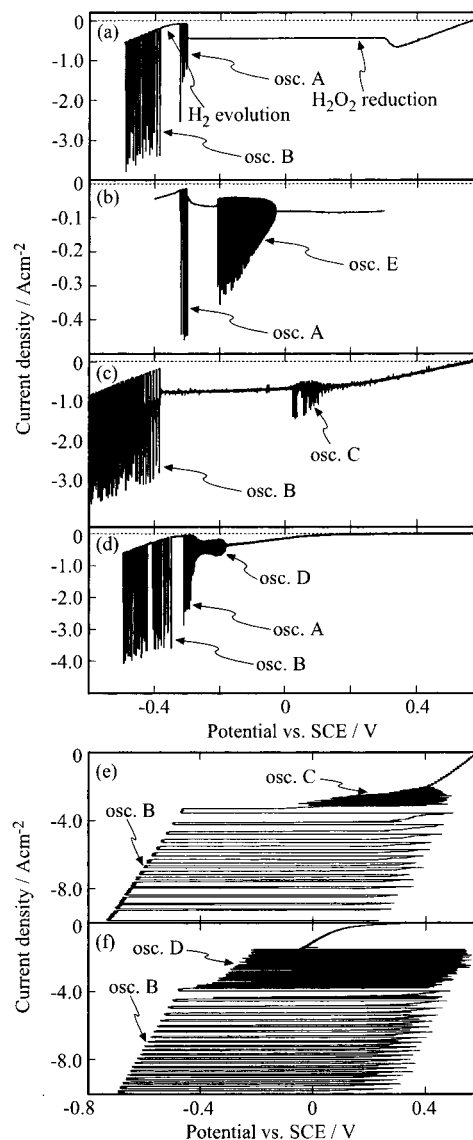 (a)
0
-1.0
-2.0
-3.0
osc. A
H2 evolution
H2O2 reduction
osc. B
(b)
0
-0.1
-0.2
-0.3
-0.4
osc. E
osc. A
(c)
0
-1.0
-2.0
-3.0
osc. C
osc. B
(d)
0
-1.0
-2.0
-3.0
-4.0
osc. D
osc. A
osc. B
Current density / Acm-2
-0.4 0 0.4
Potential vs. SCE / V
(e)
-4.0
-8.0
osc. C
osc. B
(f)
-4.0
-8.0
osc. D
osc. B
Current density / Acm-2
-0.8 -0.4 0 0.4
Potential vs. SCE / V